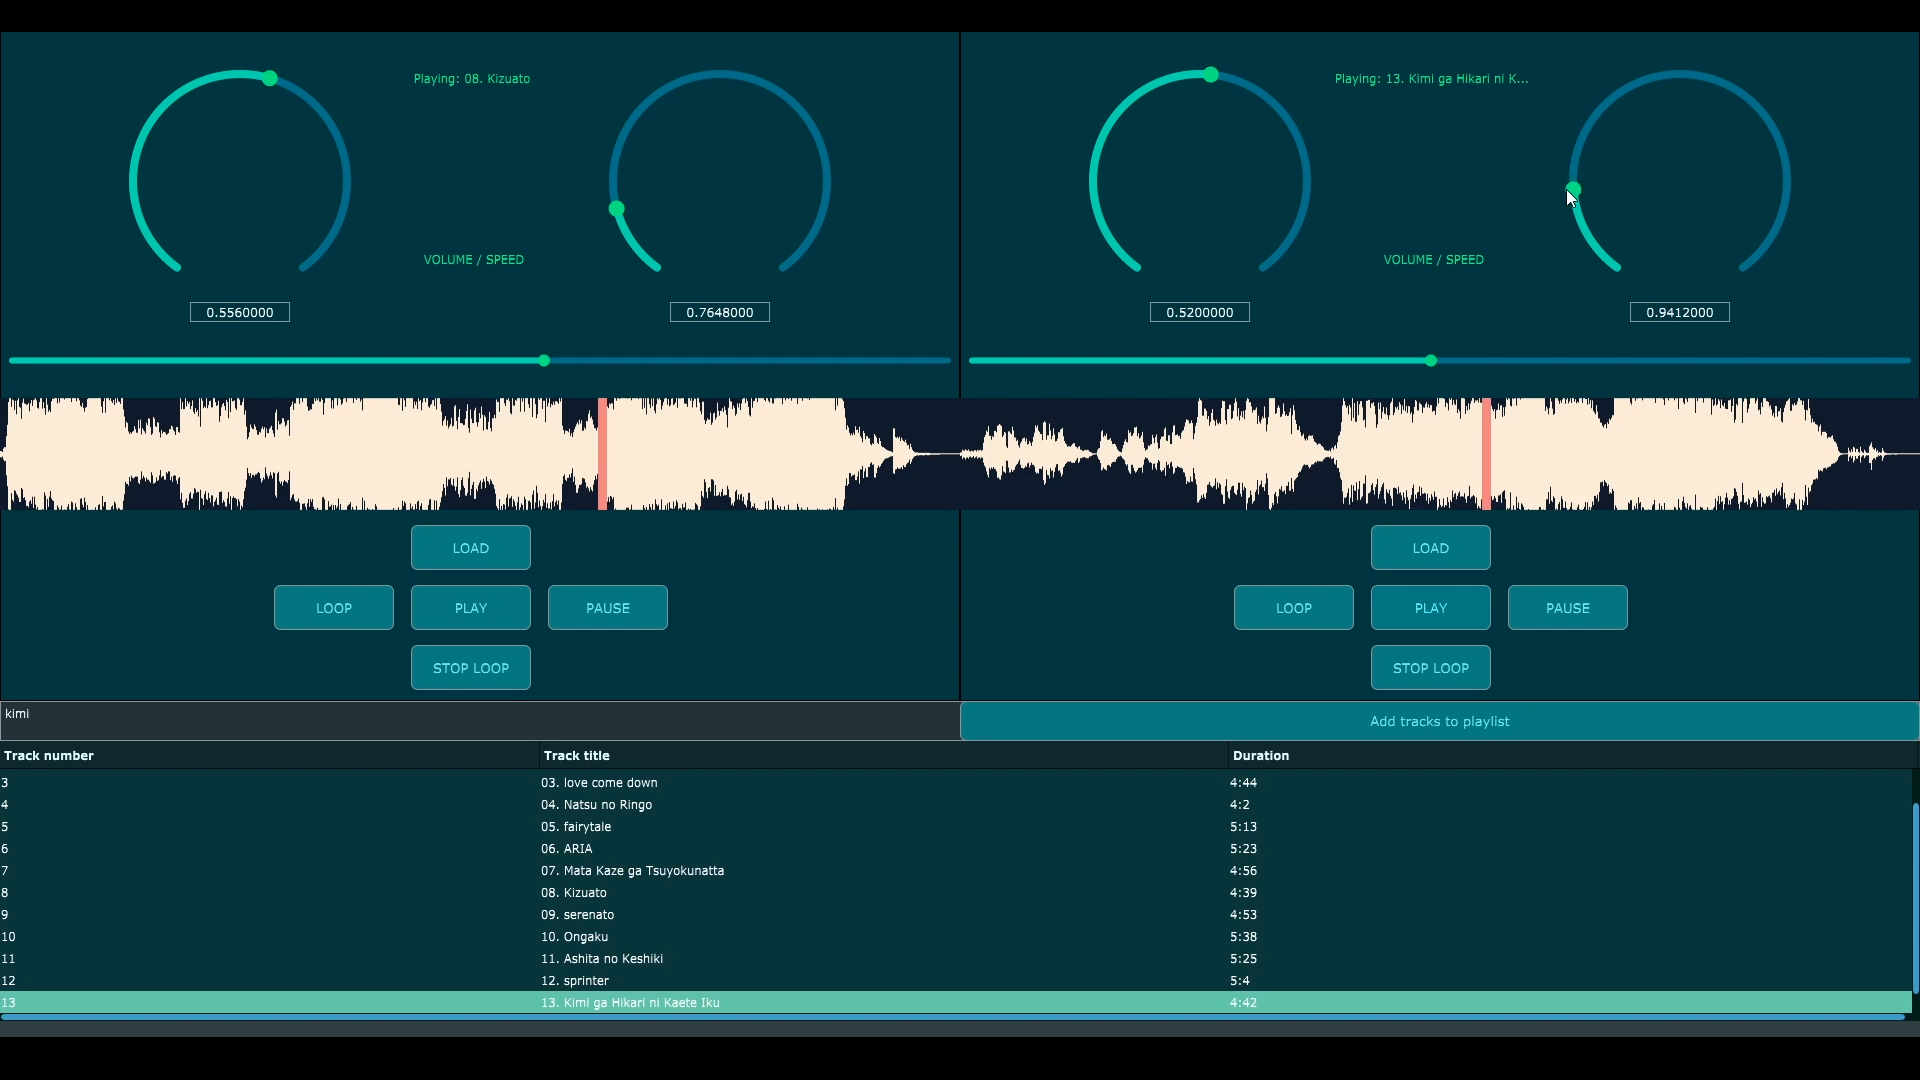 Playing: 08. Kizuato
Playing: 13. Kimi ga Hikari ni K...
VOLUME / SPEED
VOLUME / SPEED
0.5560000
0.7648000
0.5200000
0.9412000
LOAD
LOAD
LOOP PLAY PAUSE
LOOP PLAY PAUSE
STOP LOOP
STOP LOOP
kimi
Add tracks to playlist
Track number Track title Duration
3 03. love come down 4:44
4 04. Natsu no Ringo 4:2
5 05. fairytale 5:13
6 06. ARIA 5:23
7 07. Mata Kaze ga Tsuyokunatta 4:56
8 08. Kizuato 4:39
9 09. serenato 4:53
10 10. Ongaku 5:38
11 11. Ashita no Keshiki 5:25
12 12. sprinter 5:4
13 13. Kimi ga Hikari ni Kaete Iku 4:42